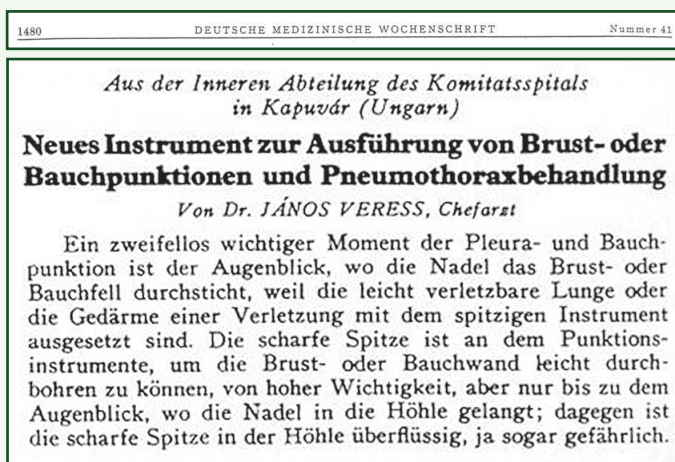 1480 DEUTSCHE MEDIZINISCHE WOCHENSCHRIFT Nummer 41
Aus der Inneren Abteilung des Komitatsspitals
in Kapuvár (Ungarn)
Neues Instrument zur Ausführung von Brust- oder
Bauchpunktionen und Pneumothoraxbehandlung
Von Dr. JÁNOS VERESS, Chefarzt
Ein zweifellos wichtiger Moment der Pleura- und Bauch-
punktion ist der Augenblick, wo die Nadel das Brust- oder
Bauchfell durchsticht, weil die leicht verletzbare Lunge oder
die Gedärme einer Verletzung mit dem spitzigen Instrument
ausgesetzt sind. Die scharfe Spitze ist an dem Punktions-
instrumente, um die Brust- oder Bauchwand leicht durch-
bohren zu können, von hoher Wichtigkeit, aber nur bis zu dem
Augenblick, wo die Nadel in die Höhle gelangt; dagegen ist
die scharfe Spitze in der Höhle überflüssig, ja sogar gefährlich.